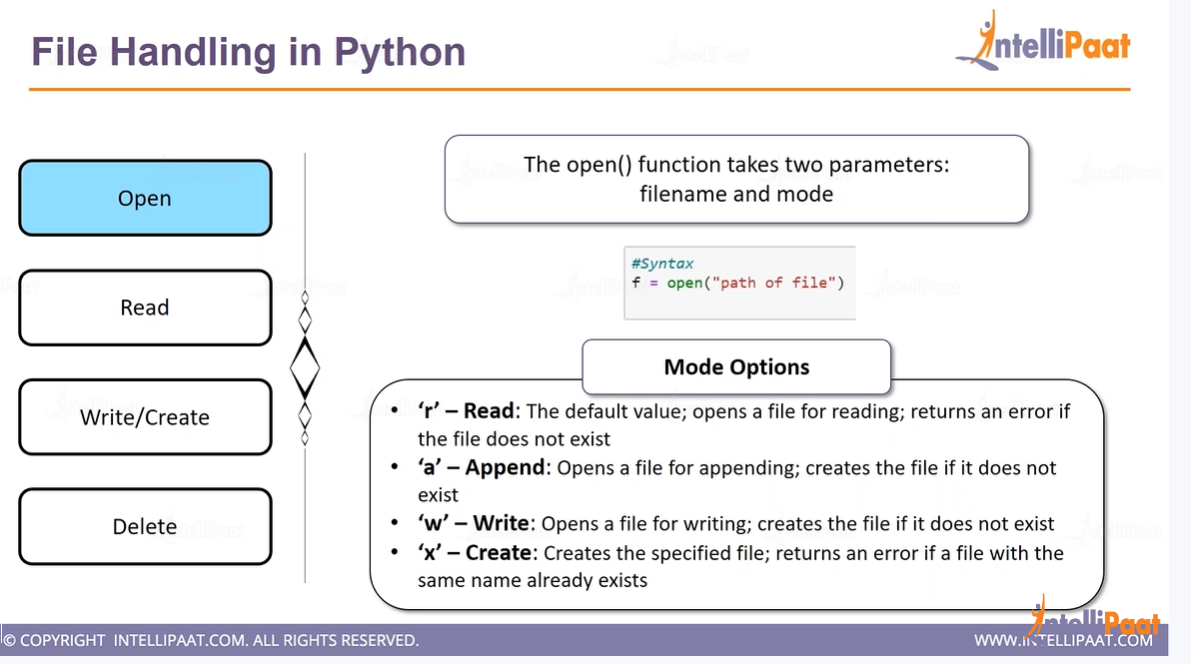 File Handling in Python
IntelliPaat
Open
Read
Write/Create
Delete
The open() function takes two parameters:
filename and mode
#Syntax
f = open("path of file")
Mode Options
• ‘r’ – Read: The default value; opens a file for reading; returns an error if
the file does not exist
• ‘a’ – Append: Opens a file for appending; creates the file if it does not
exist
• ‘w’ – Write: Opens a file for writing; creates the file if it does not exist
• ‘x’ – Create: Creates the specified file; returns an error if a file with the
same name already exists
IntelliPaat
© COPYRIGHT INTELLIPAAT.COM. ALL RIGHTS RESERVED.
WWW.INTELLIPAAT.COM